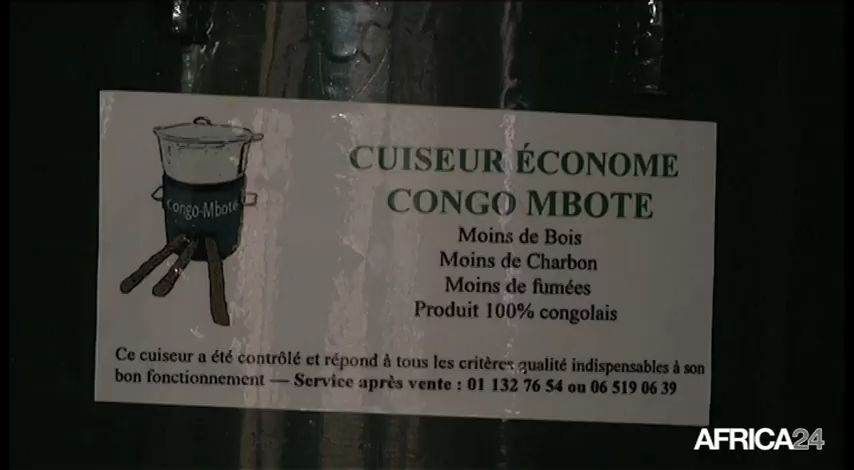 CUISEUR ÉCONOME
CONGO MBOTE
Moins de Bois
Moins de Charbon
Moins de fumées
Produit 100% congolais
Congo-Mboté
Ce cuiseur a été contrôlé et répond à tous les critères qualité indispensables à son
bon fonctionnement — Service après vente : 01 132 76 54 ou 06 519 06 39
AFRICA24